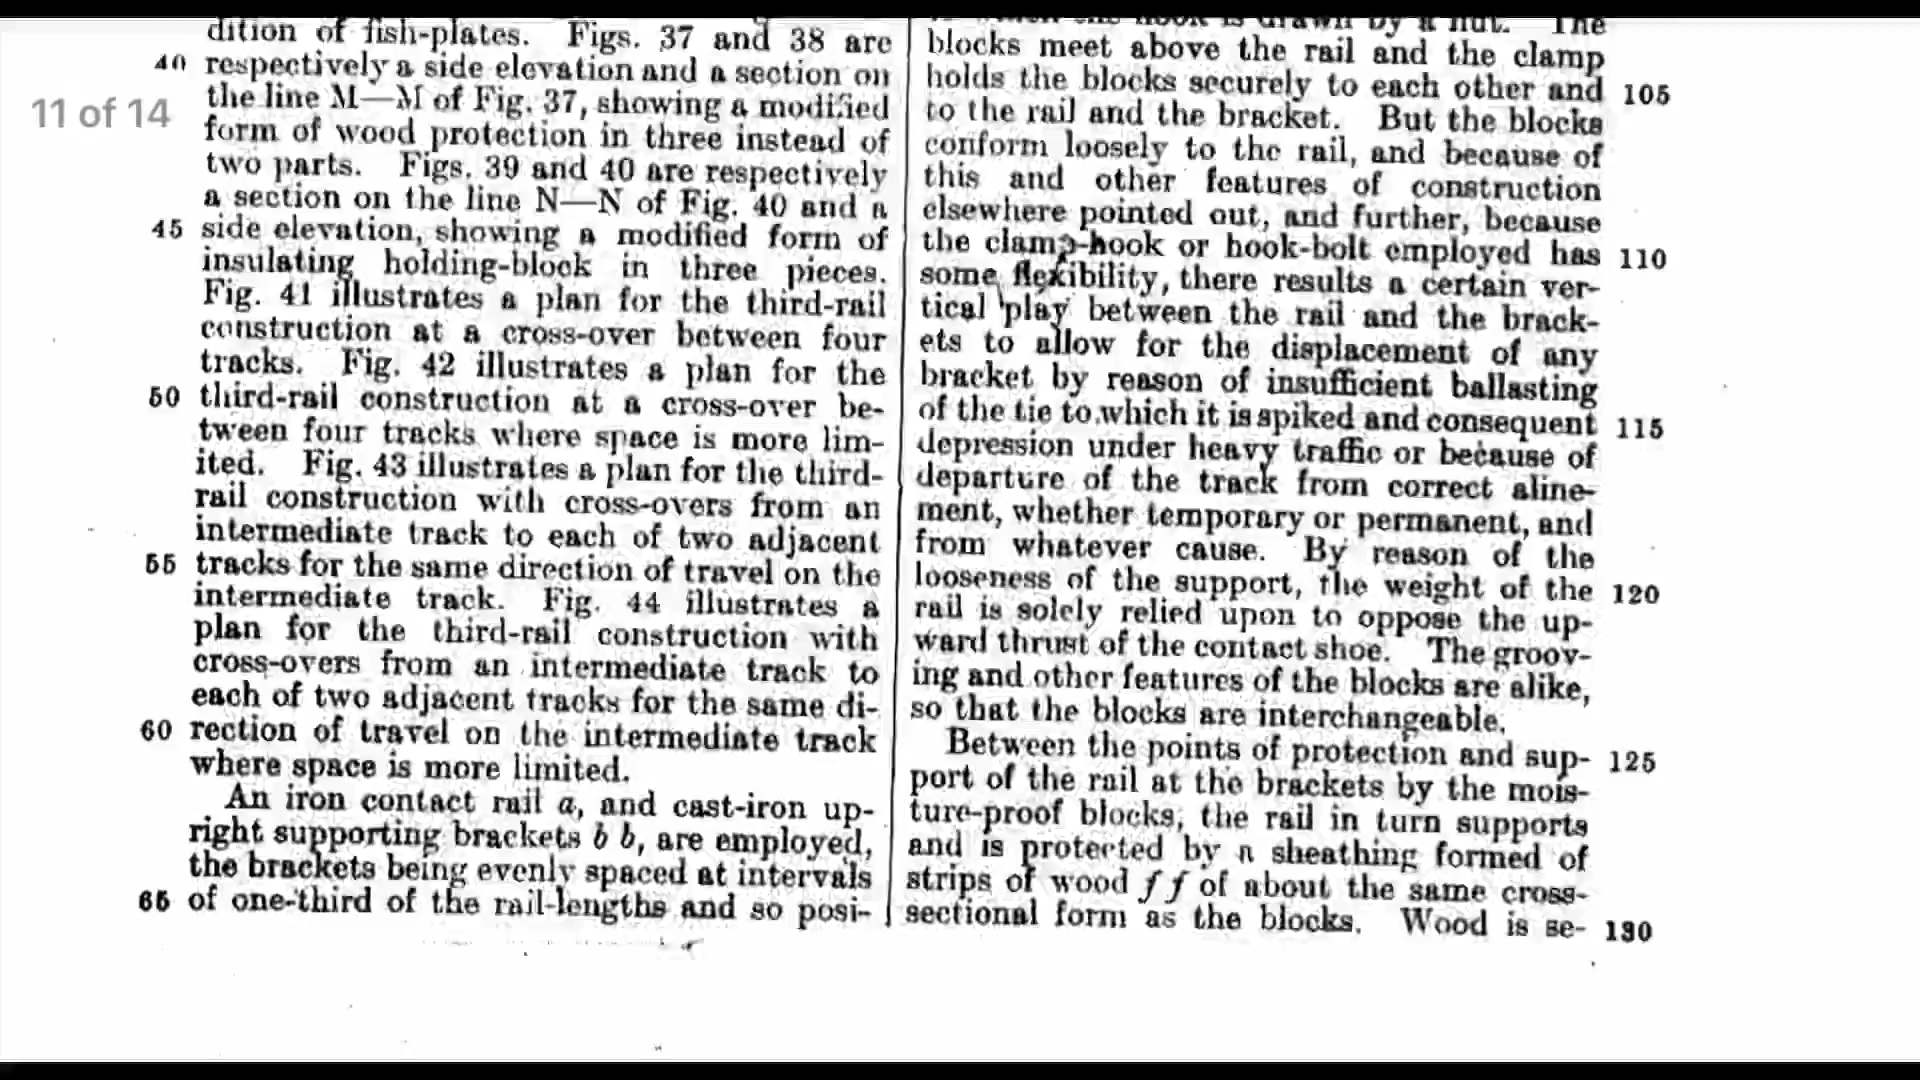 11 of 14
dition of fish-plates. Figs. 37 and 38 are
40 respectively a side elevation and a section on
the line M—M of Fig. 37, showing a modified
form of wood protection in three instead of
two parts. Figs. 39 and 40 are respectively
a section on the line N—N of Fig. 40 and a
45 side elevation, showing a modified form of
insulating holding-block in three pieces.
Fig. 41 illustrates a plan for the third-rail
construction at a cross-over between four
tracks. Fig. 42 illustrates a plan for the
50 third-rail construction at a cross-over be-
tween four tracks where space is more lim-
ited. Fig. 43 illustrates a plan for the third-
rail construction with cross-overs from an
intermediate track to each of two adjacent
55 tracks for the same direction of travel on the
intermediate track. Fig. 44 illustrates a
plan for the third-rail construction with
cross-overs from an intermediate track to
each of two adjacent tracks for the same di-
60 rection of travel on the intermediate track
where space is more limited.
An iron contact rail a, and cast-iron up-
right supporting brackets b b, are employed,
the brackets being evenly spaced at intervals
65 of one-third of the rail-lengths and so posi-
the hook is drawn by a nut. The
blocks meet above the rail and the clamp
holds the blocks securely to each other and 105
to the rail and the bracket. But the blocks
conform loosely to the rail, and because of
this and other features of construction
elsewhere pointed out, and further, because
the clamp-hook or hook-bolt employed has 110
some flexibility, there results a certain ver-
tical play between the rail and the brack-
ets to allow for the displacement of any
bracket by reason of insufficient ballasting
of the tie to which it is spiked and consequent 115
depression under heavy traffic or because of
departure of the track from correct aline-
ment, whether temporary or permanent, and
from whatever cause. By reason of the
looseness of the support, the weight of the 120
rail is solely relied upon to oppose the up-
ward thrust of the contact shoe. The groov-
ing and other features of the blocks are alike,
so that the blocks are interchangeable.
Between the points of protection and sup- 125
port of the rail at the brackets by the mois-
ture-proof blocks, the rail in turn supports
and is protected by a sheathing formed of
strips of wood f f of about the same cross-
sectional form as the blocks. Wood is se- 130